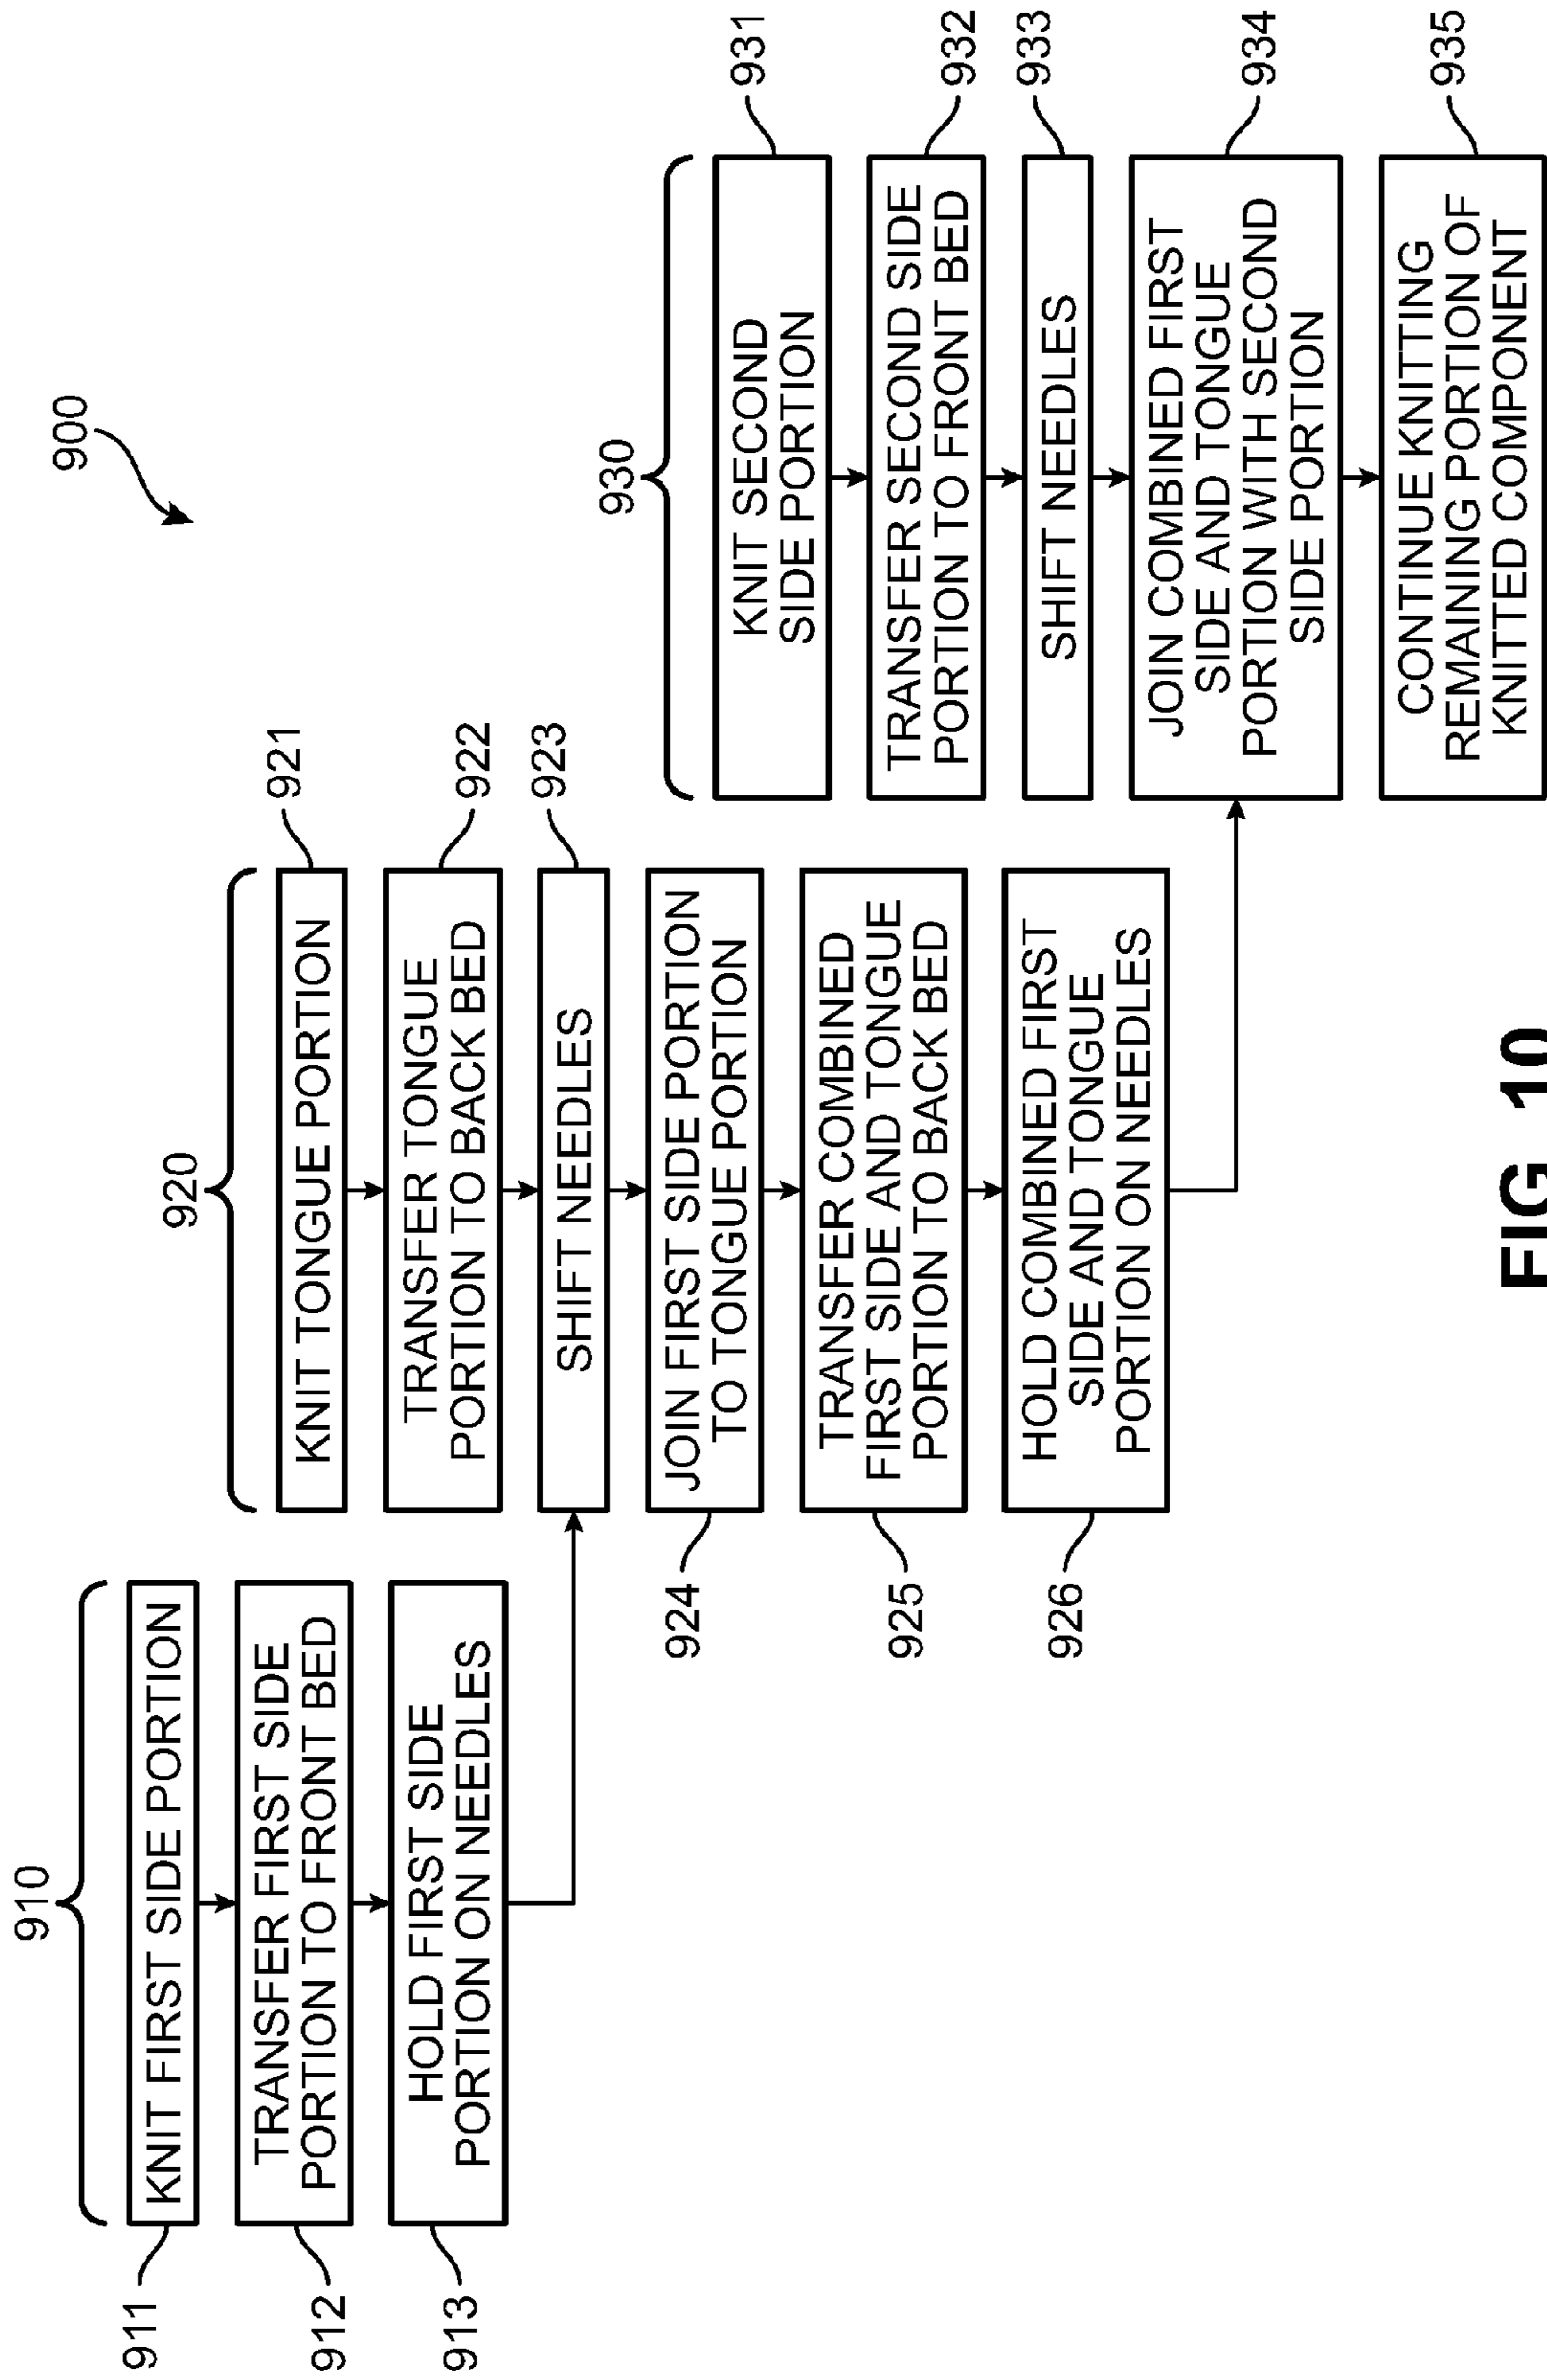 900
910
911
KNIT FIRST SIDE PORTION
912
TRANSFER FIRST SIDE
PORTION TO FRONT BED
913
HOLD FIRST SIDE
PORTION ON NEEDLES
920
921
KNIT TONGUE PORTION
922
TRANSFER TONGUE
PORTION TO BACK BED
923
SHIFT NEEDLES
924
JOIN FIRST SIDE PORTION
TO TONGUE PORTION
925
TRANSFER COMBINED
FIRST SIDE AND TONGUE
PORTION TO BACK BED
926
HOLD COMBINED FIRST
SIDE AND TONGUE
PORTION ON NEEDLES
930
931
KNIT SECOND
SIDE PORTION
932
TRANSFER SECOND SIDE
PORTION TO FRONT BED
933
SHIFT NEEDLES
934
JOIN COMBINED FIRST
SIDE AND TONGUE
PORTION WITH SECOND
SIDE PORTION
935
CONTINUE KNITTING
REMAINING PORTION OF
KNITTED COMPONENT
FIG 10